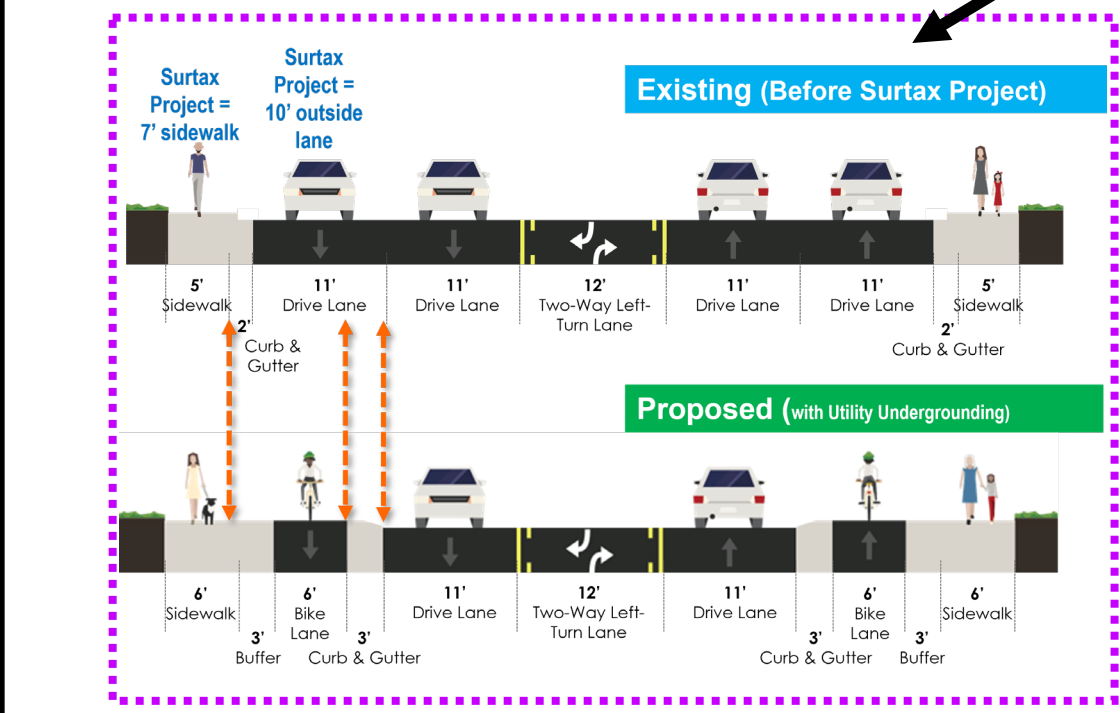 Surtax
Project =
7’ sidewalk
Surtax
Project =
10’ outside
lane
Existing (Before Surtax Project)
5’
Sidewalk
2’
Curb &
Gutter
11’
Drive Lane
11’
Drive Lane
12’
Two-Way Left-
Turn Lane
11’
Drive Lane
11’
Drive Lane
2’
Curb & Gutter
5’
Sidewalk
Proposed (with Utility Undergrounding)
6’
Sidewalk
3’
Buffer
6’
Bike
Lane
3’
Curb & Gutter
11’
Drive Lane
12’
Two-Way Left-
Turn Lane
11’
Drive Lane
3’
Curb & Gutter
6’
Bike
Lane
3’
Buffer
6’
Sidewalk